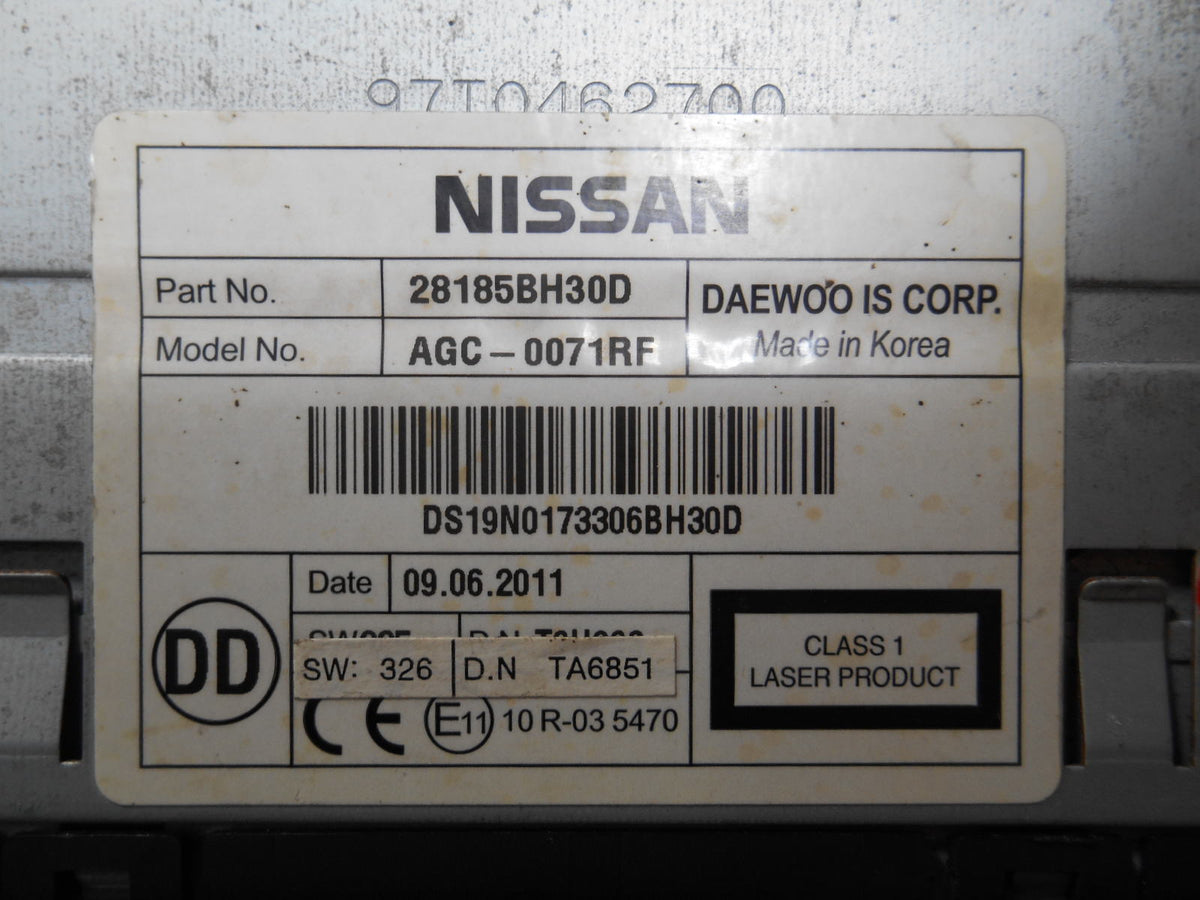 97T0462700
NISSAN
Part No. 28185BH30D
Model No. AGC-0071RF
DAEWOO IS CORP.
Made in Korea
DS19N0173306BH30D
DD
Date 09.06.2011
SW: 326 D.N TA6851
CE E11 10 R-03 5470
CLASS 1
LASER PRODUCT